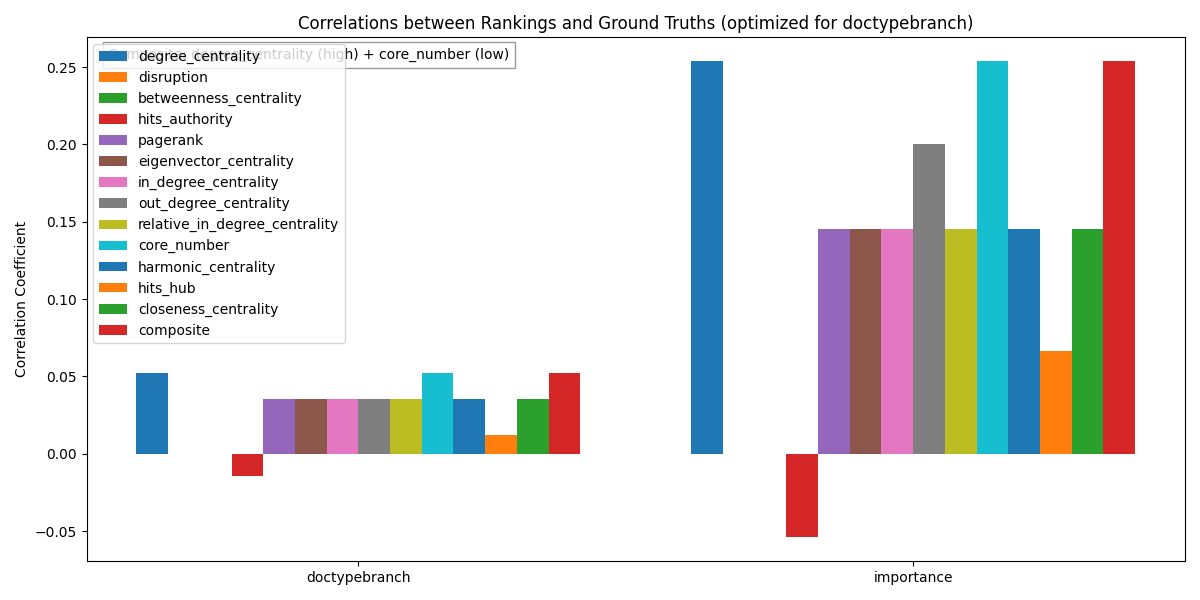 Correlations between Rankings and Ground Truths (optimized for doctypebranch)
Composite: degree_centrality (high) + core_number (low)
degree_centrality
disruption
betweenness_centrality
hits_authority
pagerank
eigenvector_centrality
in_degree_centrality
out_degree_centrality
relative_in_degree_centrality
core_number
harmonic_centrality
hits_hub
closeness_centrality
composite
Correlation Coefficient
0.25
0.20
0.15
0.10
0.05
0.00
−0.05
doctypebranch
importance